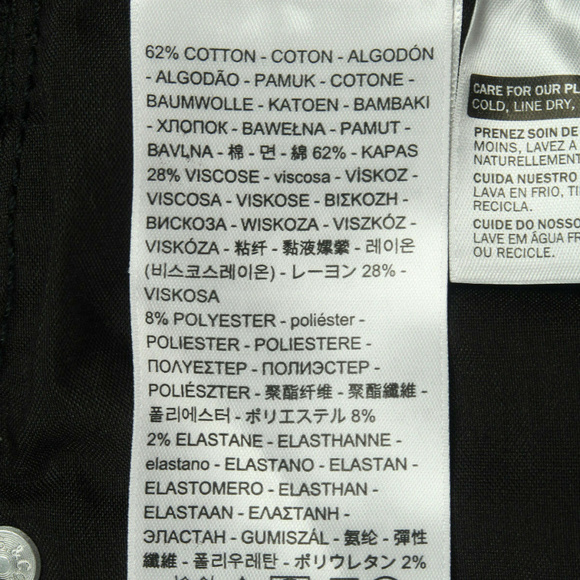 62% COTTON - COTON - ALGODÓN
- ALGODÃO - PAMUK - COTONE -
BAUMWOLLE - KATOEN - BAMBAKI
- ХЛОПОК - BAWEŁNA - PAMUT -
BAVLNA - 棉 - 면 - 綿 62% - KAPAS
28% VISCOSE - viscosa - VİSKOZ -
VISCOSA - VISKOSE - ΒΙΣΚΟΖΗ -
ВИСКОЗА - WISKOZA - VISZKÓZ -
VISKÓZA - 粘纤 - 黏液嫘縈 - 레이온
(비스코스레이온) - レーヨン 28% -
VISKOSA
8% POLYESTER - poliéster -
POLIESTER - POLIESTERE -
ΠΟΛΥΕΣΤΕΡ - ПОЛИЭСТЕР -
POLIÉSZTER - 聚酯纤维 - 聚酯纖維 -
폴리에스터 - ポリエステル 8%
2% ELASTANE - ELASTHANNE -
elastano - ELASTANO - ELASTAN -
ELASTOMERO - ELASTHAN -
ELASTAAN - ΕΛΑΣΤΑΝΗ -
ЭЛАСТАН - GUMISZÁL - 氨纶 - 彈性
纖維 - 폴리우레탄 - ポリウレタン 2%
CARE FOR OUR PL
COLD, LINE DRY,
PRENEZ SOIN DE
MOINS, LAVEZ A
NATURELLEMENT
CUIDA NUESTRO
LAVA EN FRIO, TI
RECICLA.
CUIDE DO NOSSO
LAVE EM ÁGUA FR
OU RECICLE.